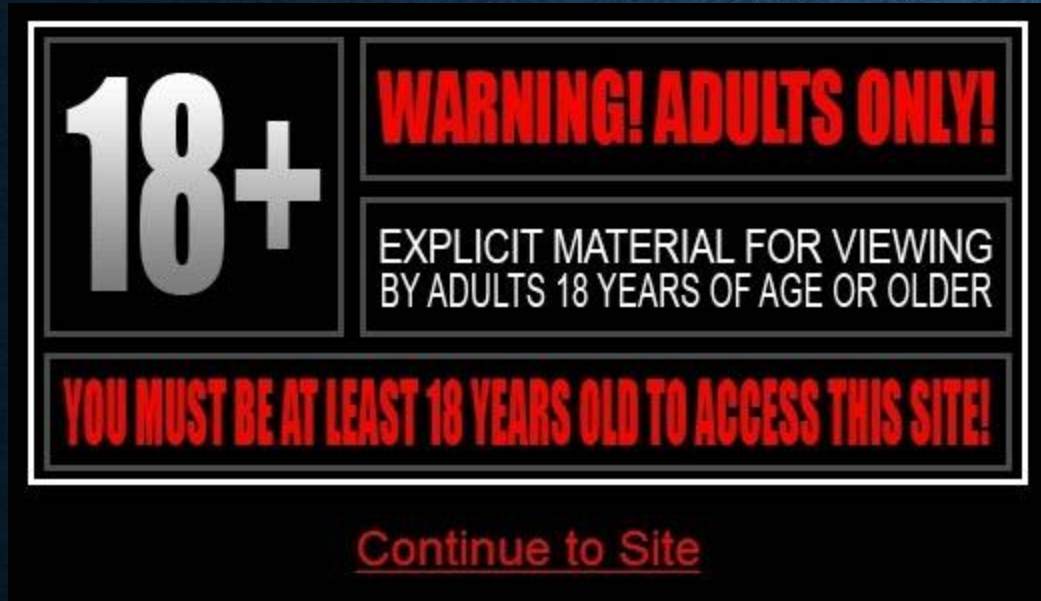 18+
WARNING! ADULTS ONLY!
EXPLICIT MATERIAL FOR VIEWING
BY ADULTS 18 YEARS OF AGE OR OLDER
YOU MUST BE AT LEAST 18 YEARS OLD TO ACCESS THIS SITE!
Continue to Site